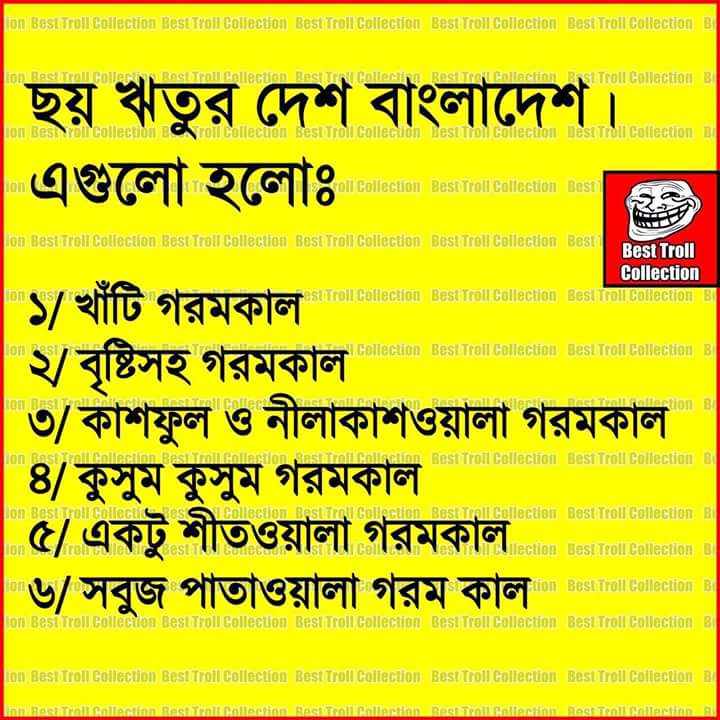 ছয় ঋতুর দেশ বাংলাদেশ।
এগুলো হলোঃ
Best Troll
Collection
১/ খাঁটি গরমকাল
২/ বৃষ্টিসহ গরমকাল
৩/ কাশফুল ও নীলাকাশওয়ালা গরমকাল
৪/ কুসুম কুসুম গরমকাল
৫/ একটু শীতওয়ালা গরমকাল
৬/ সবুজ পাতাওয়ালা গরম কাল